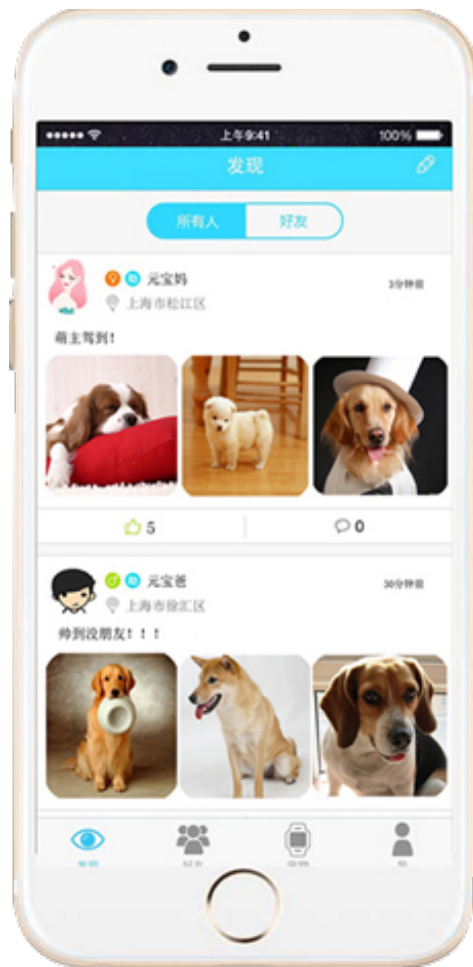 上午9:41
100%
发现
所有人
好友
元宝妈
3分钟前
上海市松江区
萌主驾到!
5
0
元宝爸
30分钟前
上海市徐汇区
帅到没朋友!!!